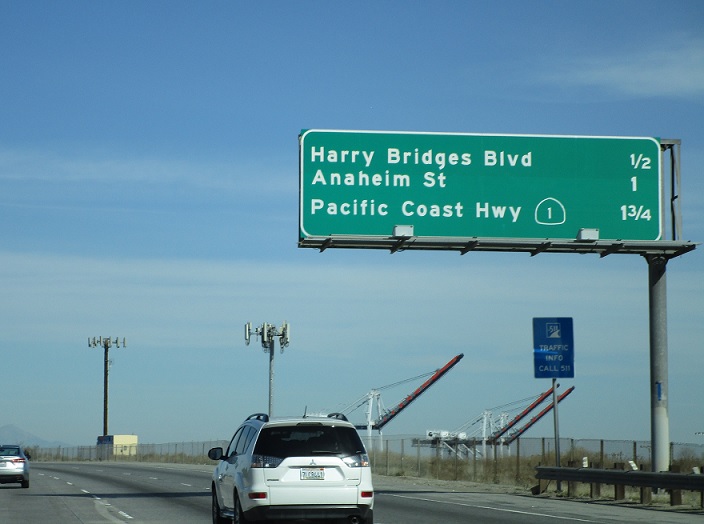 Harry Bridges Blvd 1/2
Anaheim St 1
Pacific Coast Hwy 1 1 3/4
511
TRAFFIC
INFO
CALL 511